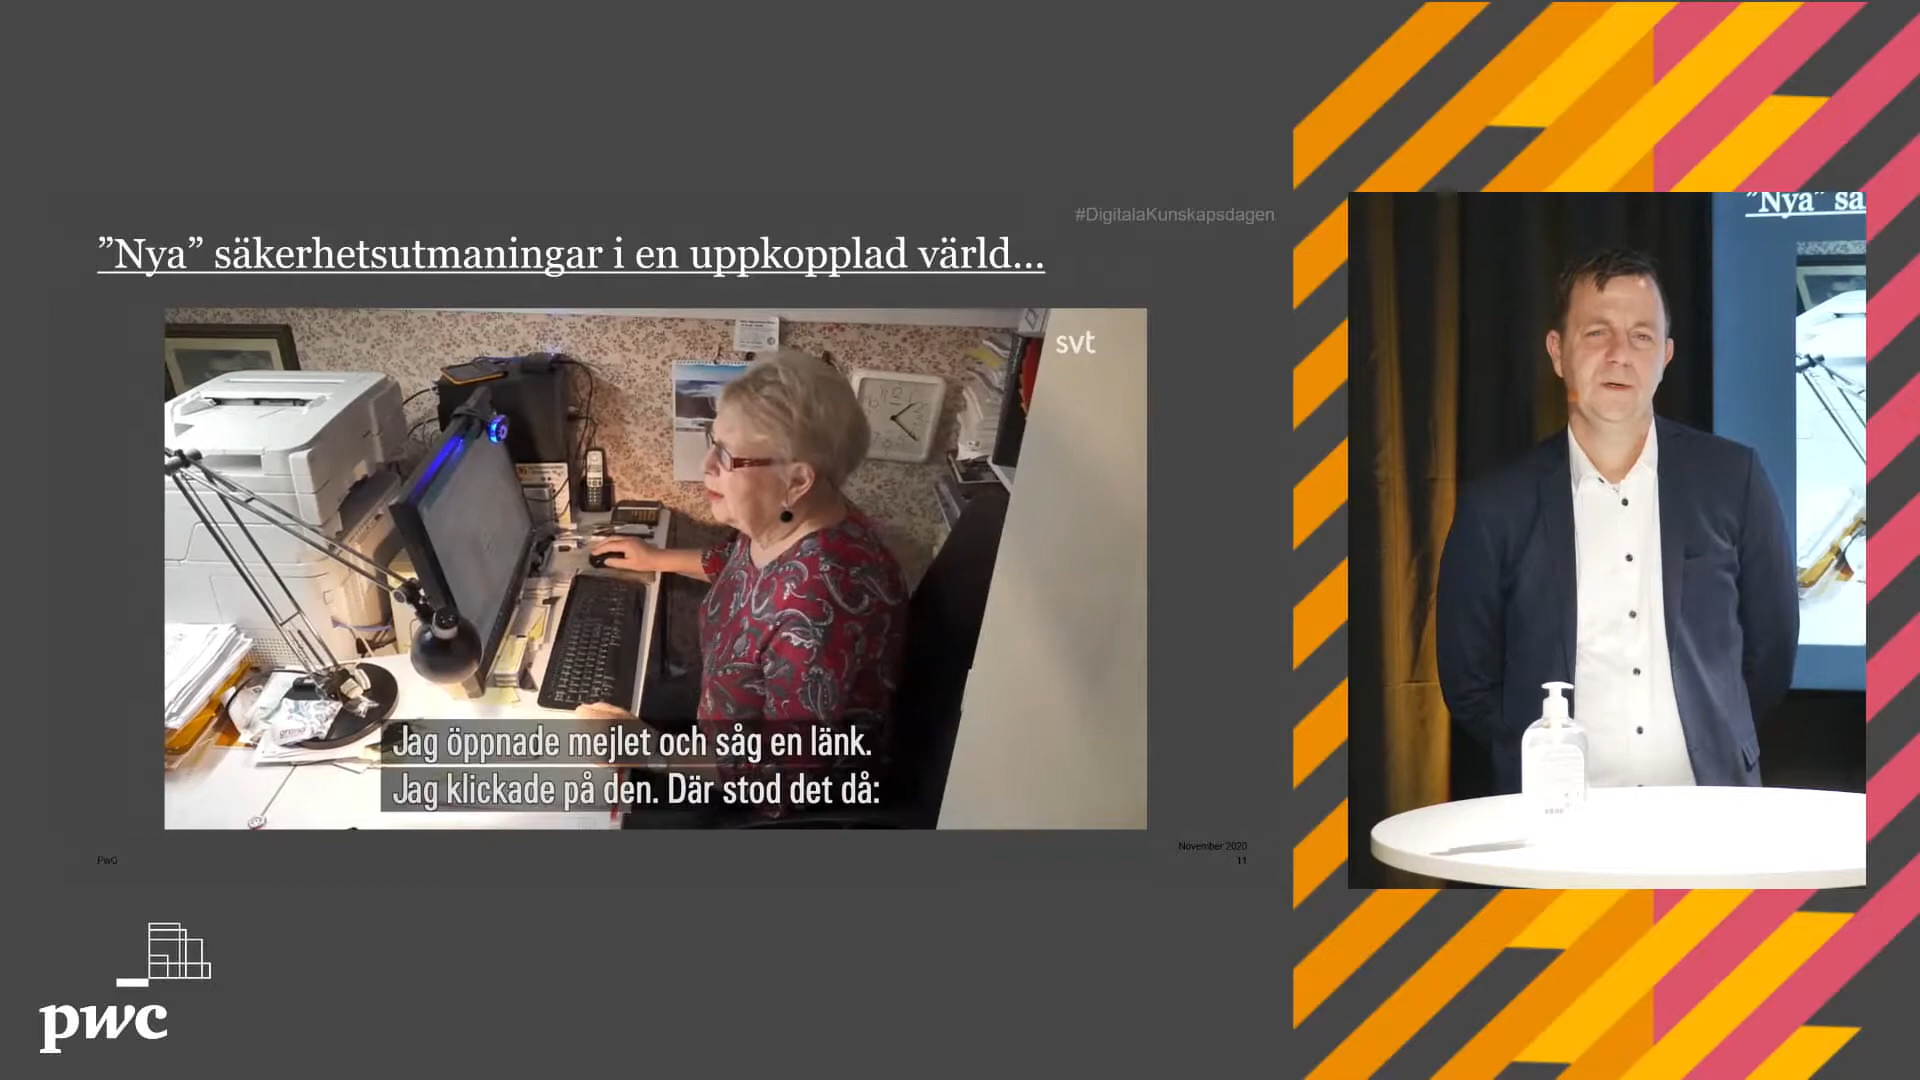 #DigitalaKunskapsdagen
”Nya” säkerhetsutmaningar i en uppkopplad värld...
”Nya” sä
svt
Jag öppnade mejlet och såg en länk.
Jag klickade på den. Där stod det då:
PwC
November 2020
11
pwc